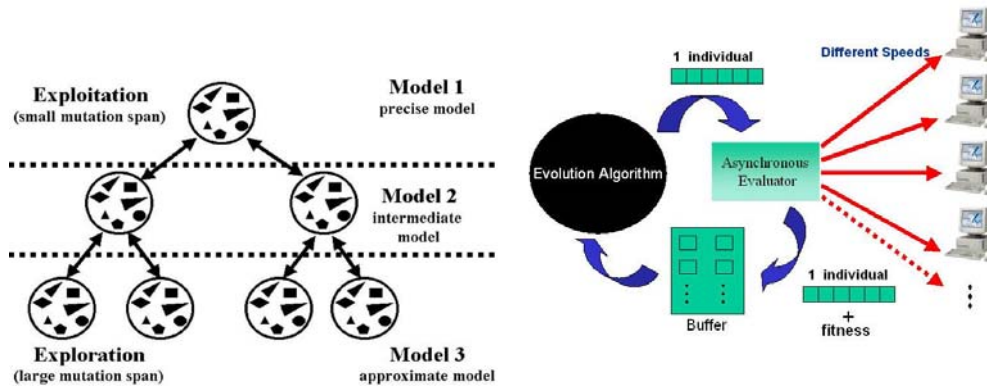 Exploitation
(small mutation span)
Model 1
precise model
Model 2
intermediate
model
Exploration
(large mutation span)
Model 3
approximate model
1 individual
Different Speeds
Evolution Algorithm
Asynchronous
Evaluator
Buffer
1 individual
+
fitness